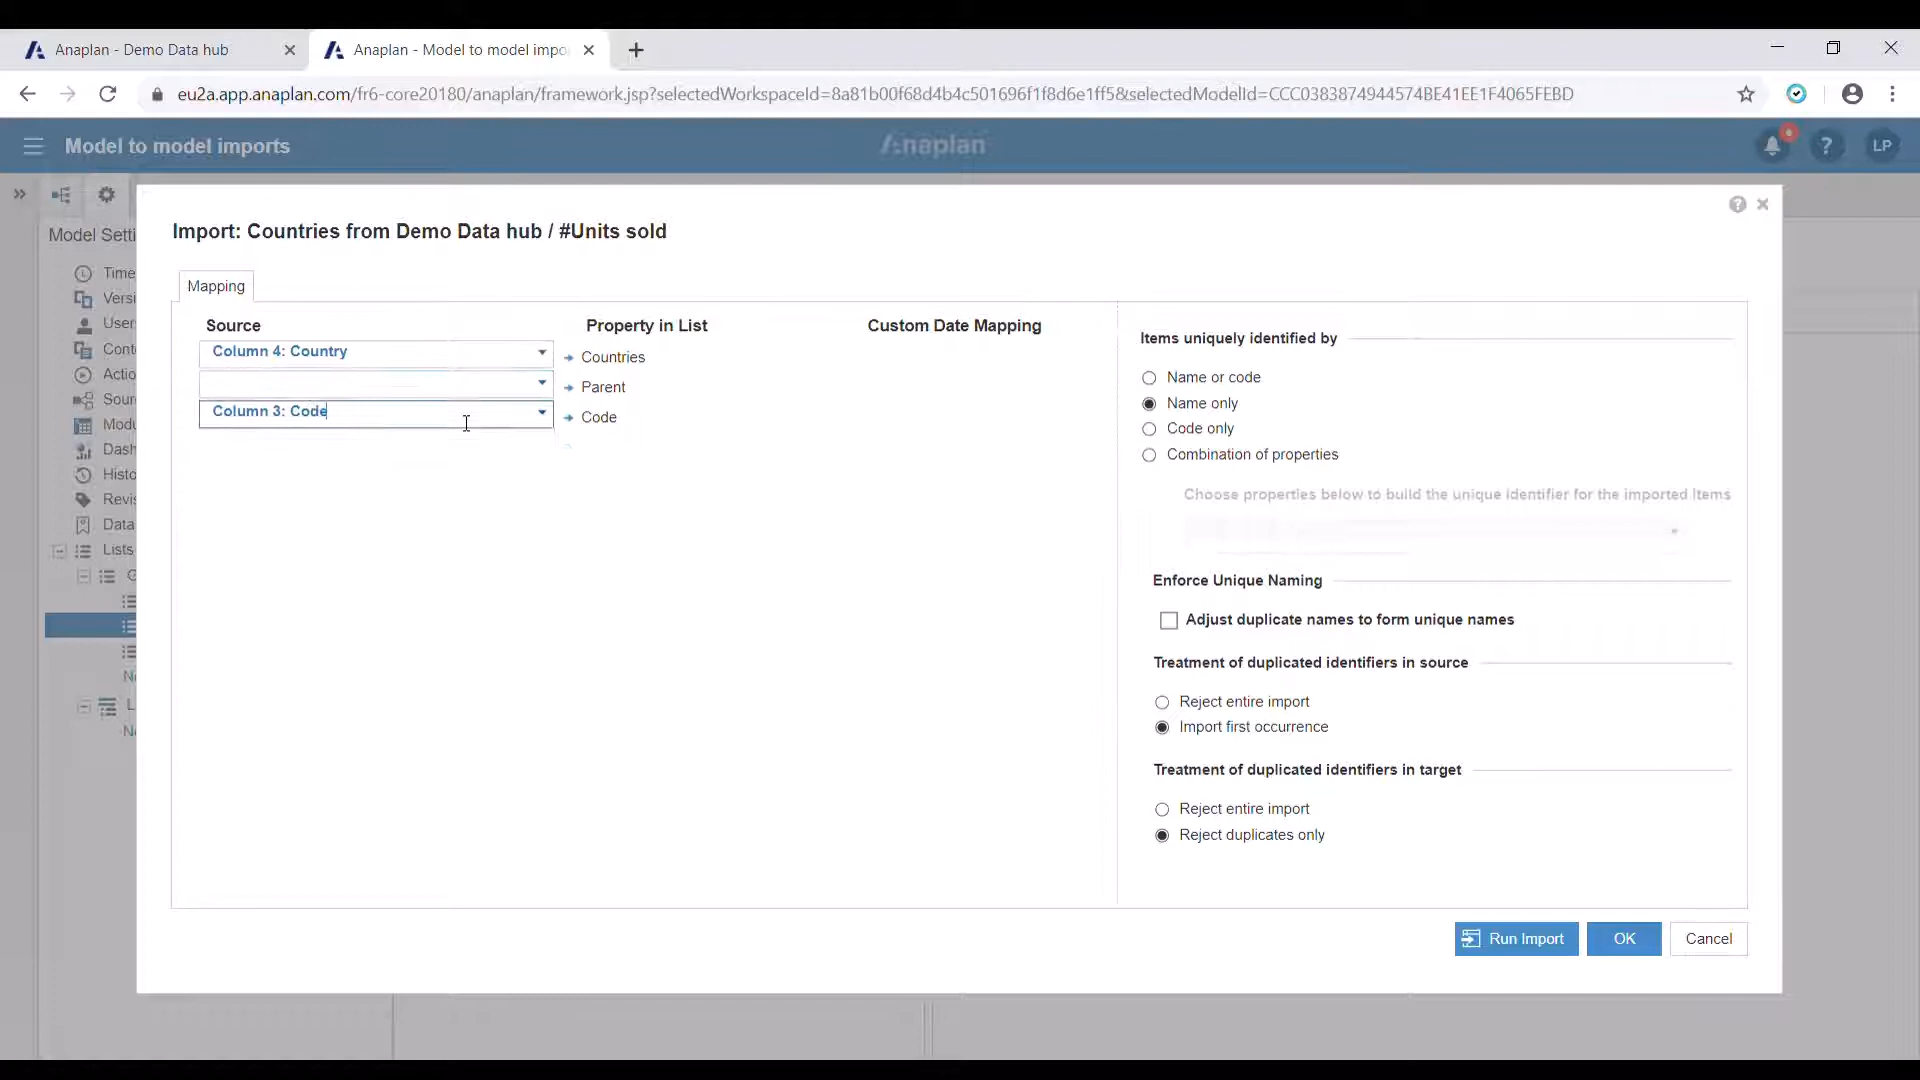 Anaplan - Demo Data hub
Anaplan - Model to model impo
eu2a.app.anaplan.com/fr6-core20180/anaplan/framework.jsp?selectedWorkspaceId=8a81b00f68d4b4c501696f1f8d6e1ff58&selectedModelId=CCC0383874944574BE41EE1F4065FEBD
Model to model imports
Anaplan
? LP
Model Setti
Time
Versi
User
Cont
Actio
Sour
Modu
Dash
Histo
Revis
Data
Lists
Import: Countries from Demo Data hub / #Units sold
Mapping
Source Property in List Custom Date Mapping
Column 4: Country Countries
Parent
Column 3: Code Code
Items uniquely identified by
Name or code
Name only
Code only
Combination of properties
Choose properties below to build the unique identifier for the imported Items
Enforce Unique Naming
Adjust duplicate names to form unique names
Treatment of duplicated identifiers in source
Reject entire import
Import first occurrence
Treatment of duplicated identifiers in target
Reject entire import
Reject duplicates only
Run Import OK Cancel